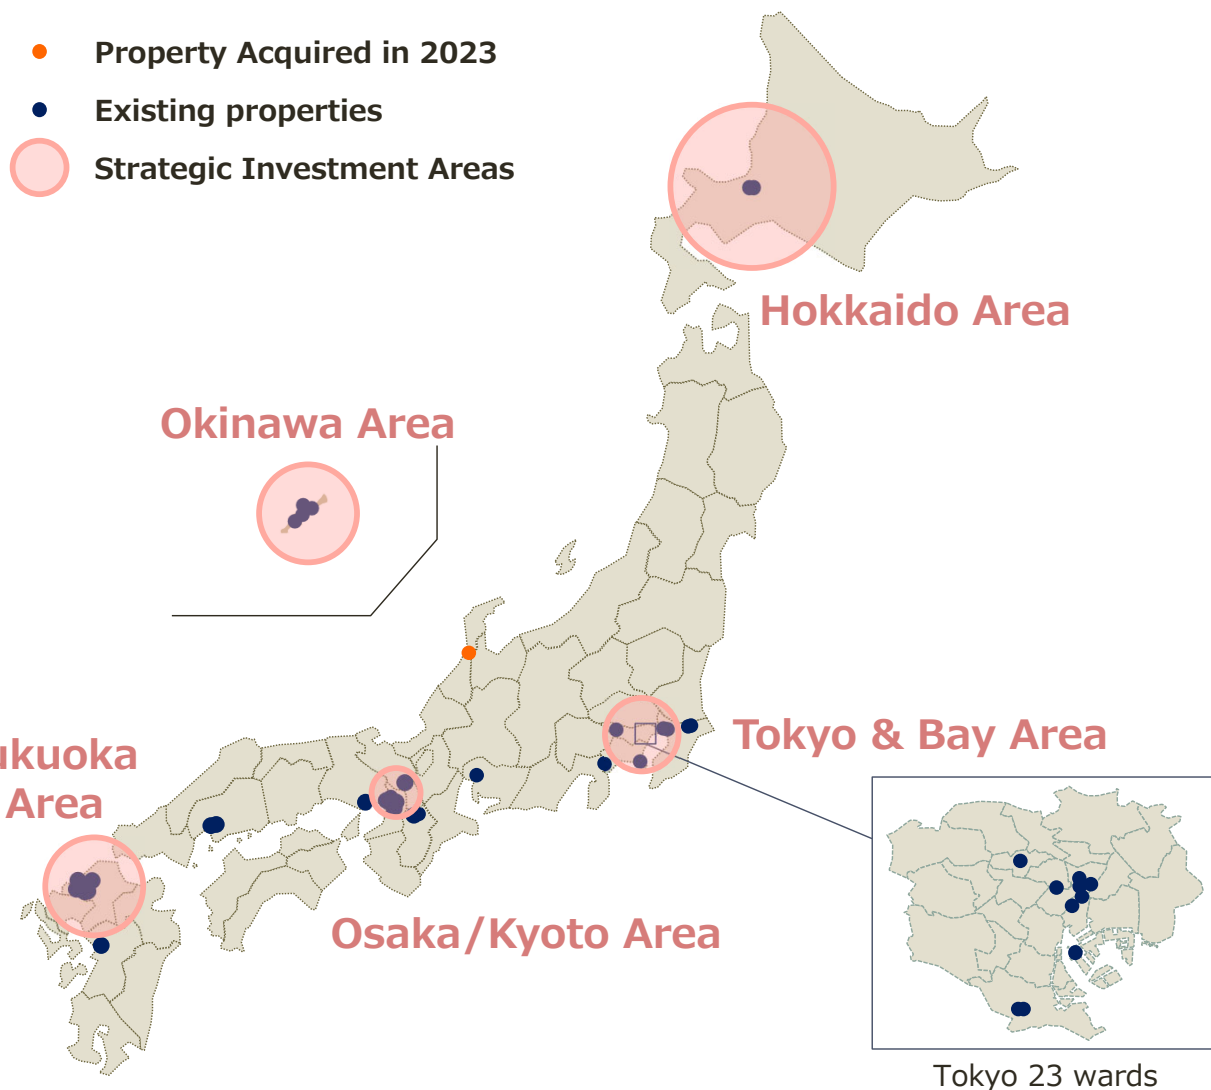 Property Acquired in 2023
Existing properties
Strategic Investment Areas
Hokkaido Area
Okinawa Area
Tokyo & Bay Area
ukuoka
Area
Osaka/Kyoto Area
Tokyo 23 wards